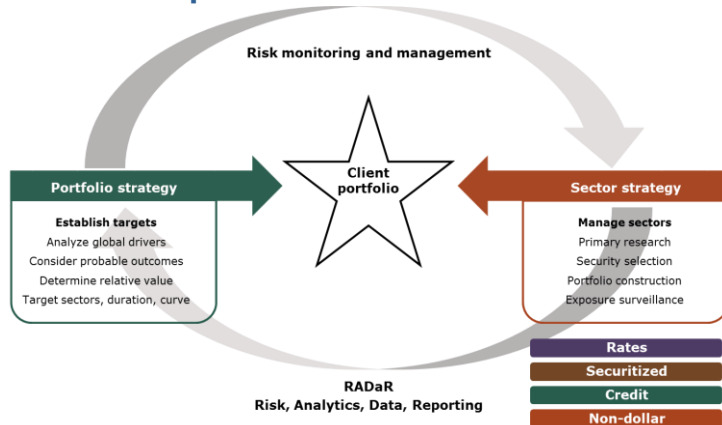 Risk monitoring and management
Client
portfolio
Portfolio strategy
Establish targets
Analyze global drivers
Consider probable outcomes
Determine relative value
Target sectors, duration, curve
Sector strategy
Manage sectors
Primary research
Security selection
Portfolio construction
Exposure surveillance
RADaR
Risk, Analytics, Data, Reporting
Rates
Securitized
Credit
Non-dollar